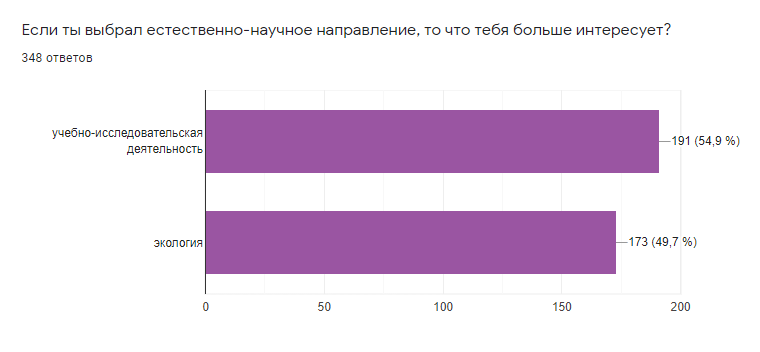 Если ты выбрал естественно-научное направление, то что тебя больше интересует?
348 ответов
учебно-исследовательская
деятельность
191 (54,9 %)
экология
173 (49,7 %)
0
50
100
150
200